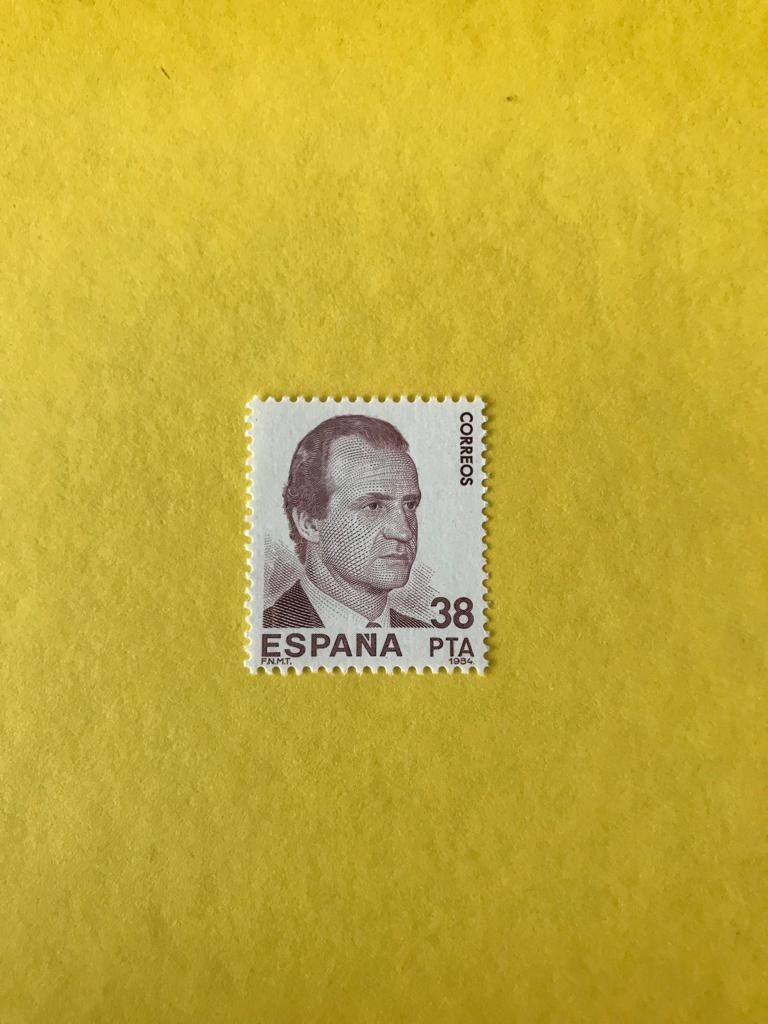 CORREOS
38
ESPAÑA PTA
F.N.M.T. 1984